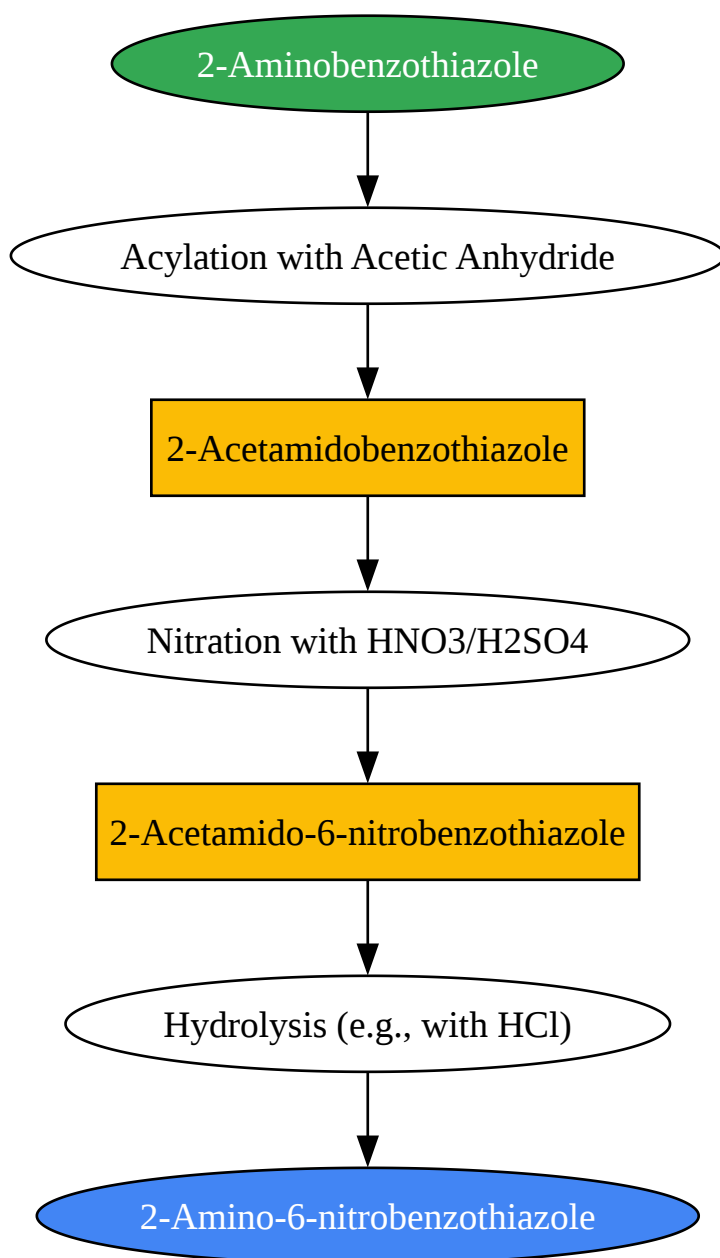 2-Aminobenzothiazole
Acylation with Acetic Anhydride
2-Acetamidobenzothiazole
Nitration with HNO3/H2SO4
2-Acetamido-6-nitrobenzothiazole
Hydrolysis (e.g., with HCl)
2-Amino-6-nitrobenzothiazole